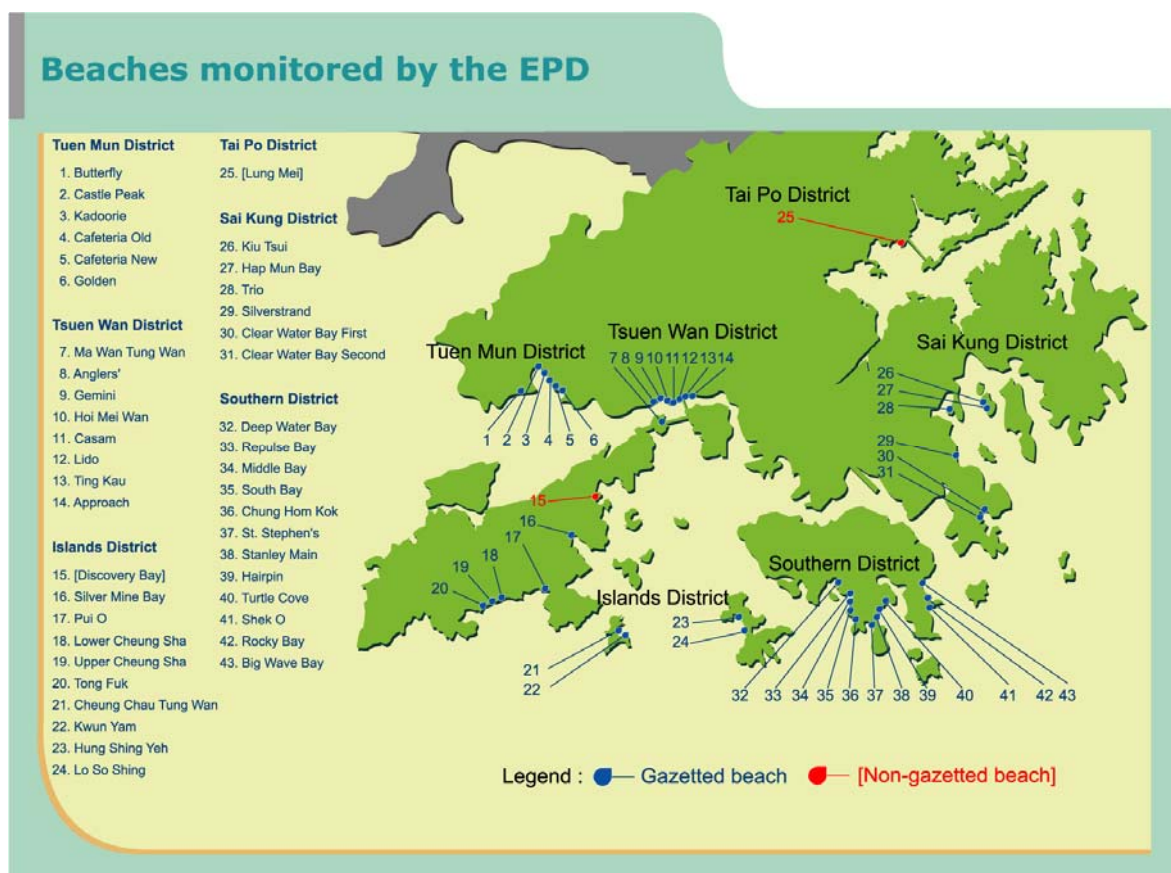 Beaches monitored by the EPD
Tuen Mun District
1. Butterfly
2. Castle Peak
3. Kadoorie
4. Cafeteria Old
5. Cafeteria New
6. Golden
Tsuen Wan District
7. Ma Wan Tung Wan
8. Anglers'
9. Gemini
10. Hoi Mei Wan
11. Casam
12. Lido
13. Ting Kau
14. Approach
Islands District
15. [Discovery Bay]
16. Silver Mine Bay
17. Pui O
18. Lower Cheung Sha
19. Upper Cheung Sha
20. Tong Fuk
21. Cheung Chau Tung Wan
22. Kwun Yam
23. Hung Shing Yeh
24. Lo So Shing
Tai Po District
25. [Lung Mei]
Sai Kung District
26. Kiu Tsui
27. Hap Mun Bay
28. Trio
29. Silverstrand
30. Clear Water Bay First
31. Clear Water Bay Second
Southern District
32. Deep Water Bay
33. Repulse Bay
34. Middle Bay
35. South Bay
36. Chung Hom Kok
37. St. Stephen's
38. Stanley Main
39. Hairpin
40. Turtle Cove
41. Shek O
42. Rocky Bay
43. Big Wave Bay
Tai Po District
25
Tsuen Wan District
7 8 9 10 11 12 13 14
Tuen Mun District
1 2 3 4 5 6
Sai Kung District
26
27
28
29
30
31
15
16
17
18
19
20
Islands District
21
22
23
24
Southern District
32 33 34 35 36 37 38 39 40 41 42 43
Legend : Gazetted beach [Non-gazetted beach]